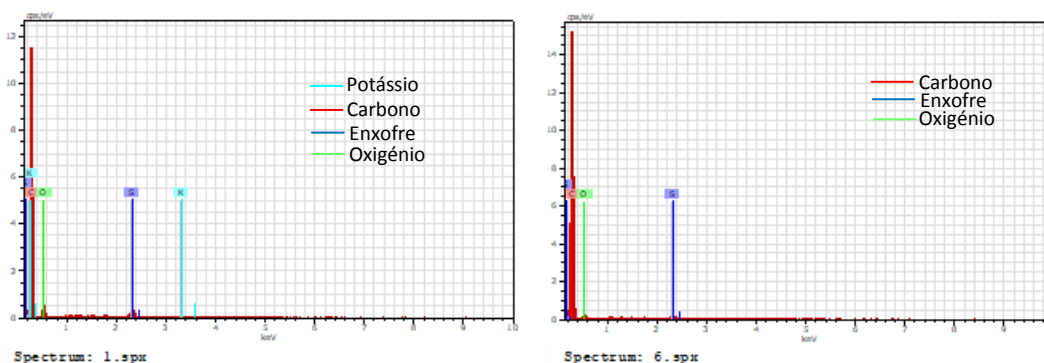 cps/eV
12
10
8
6
4
2
0
K
C O S K
Potássio
Carbono
Enxofre
Oxigénio
1 2 3 4 5 6 7 8 9 10
keV
Spectrum: 1.spx
cps/eV
14
12
10
8
6
4
2
0
C O S
Carbono
Enxofre
Oxigénio
1 2 3 4 5 6 7 8 9
keV
Spectrum: 6.spx